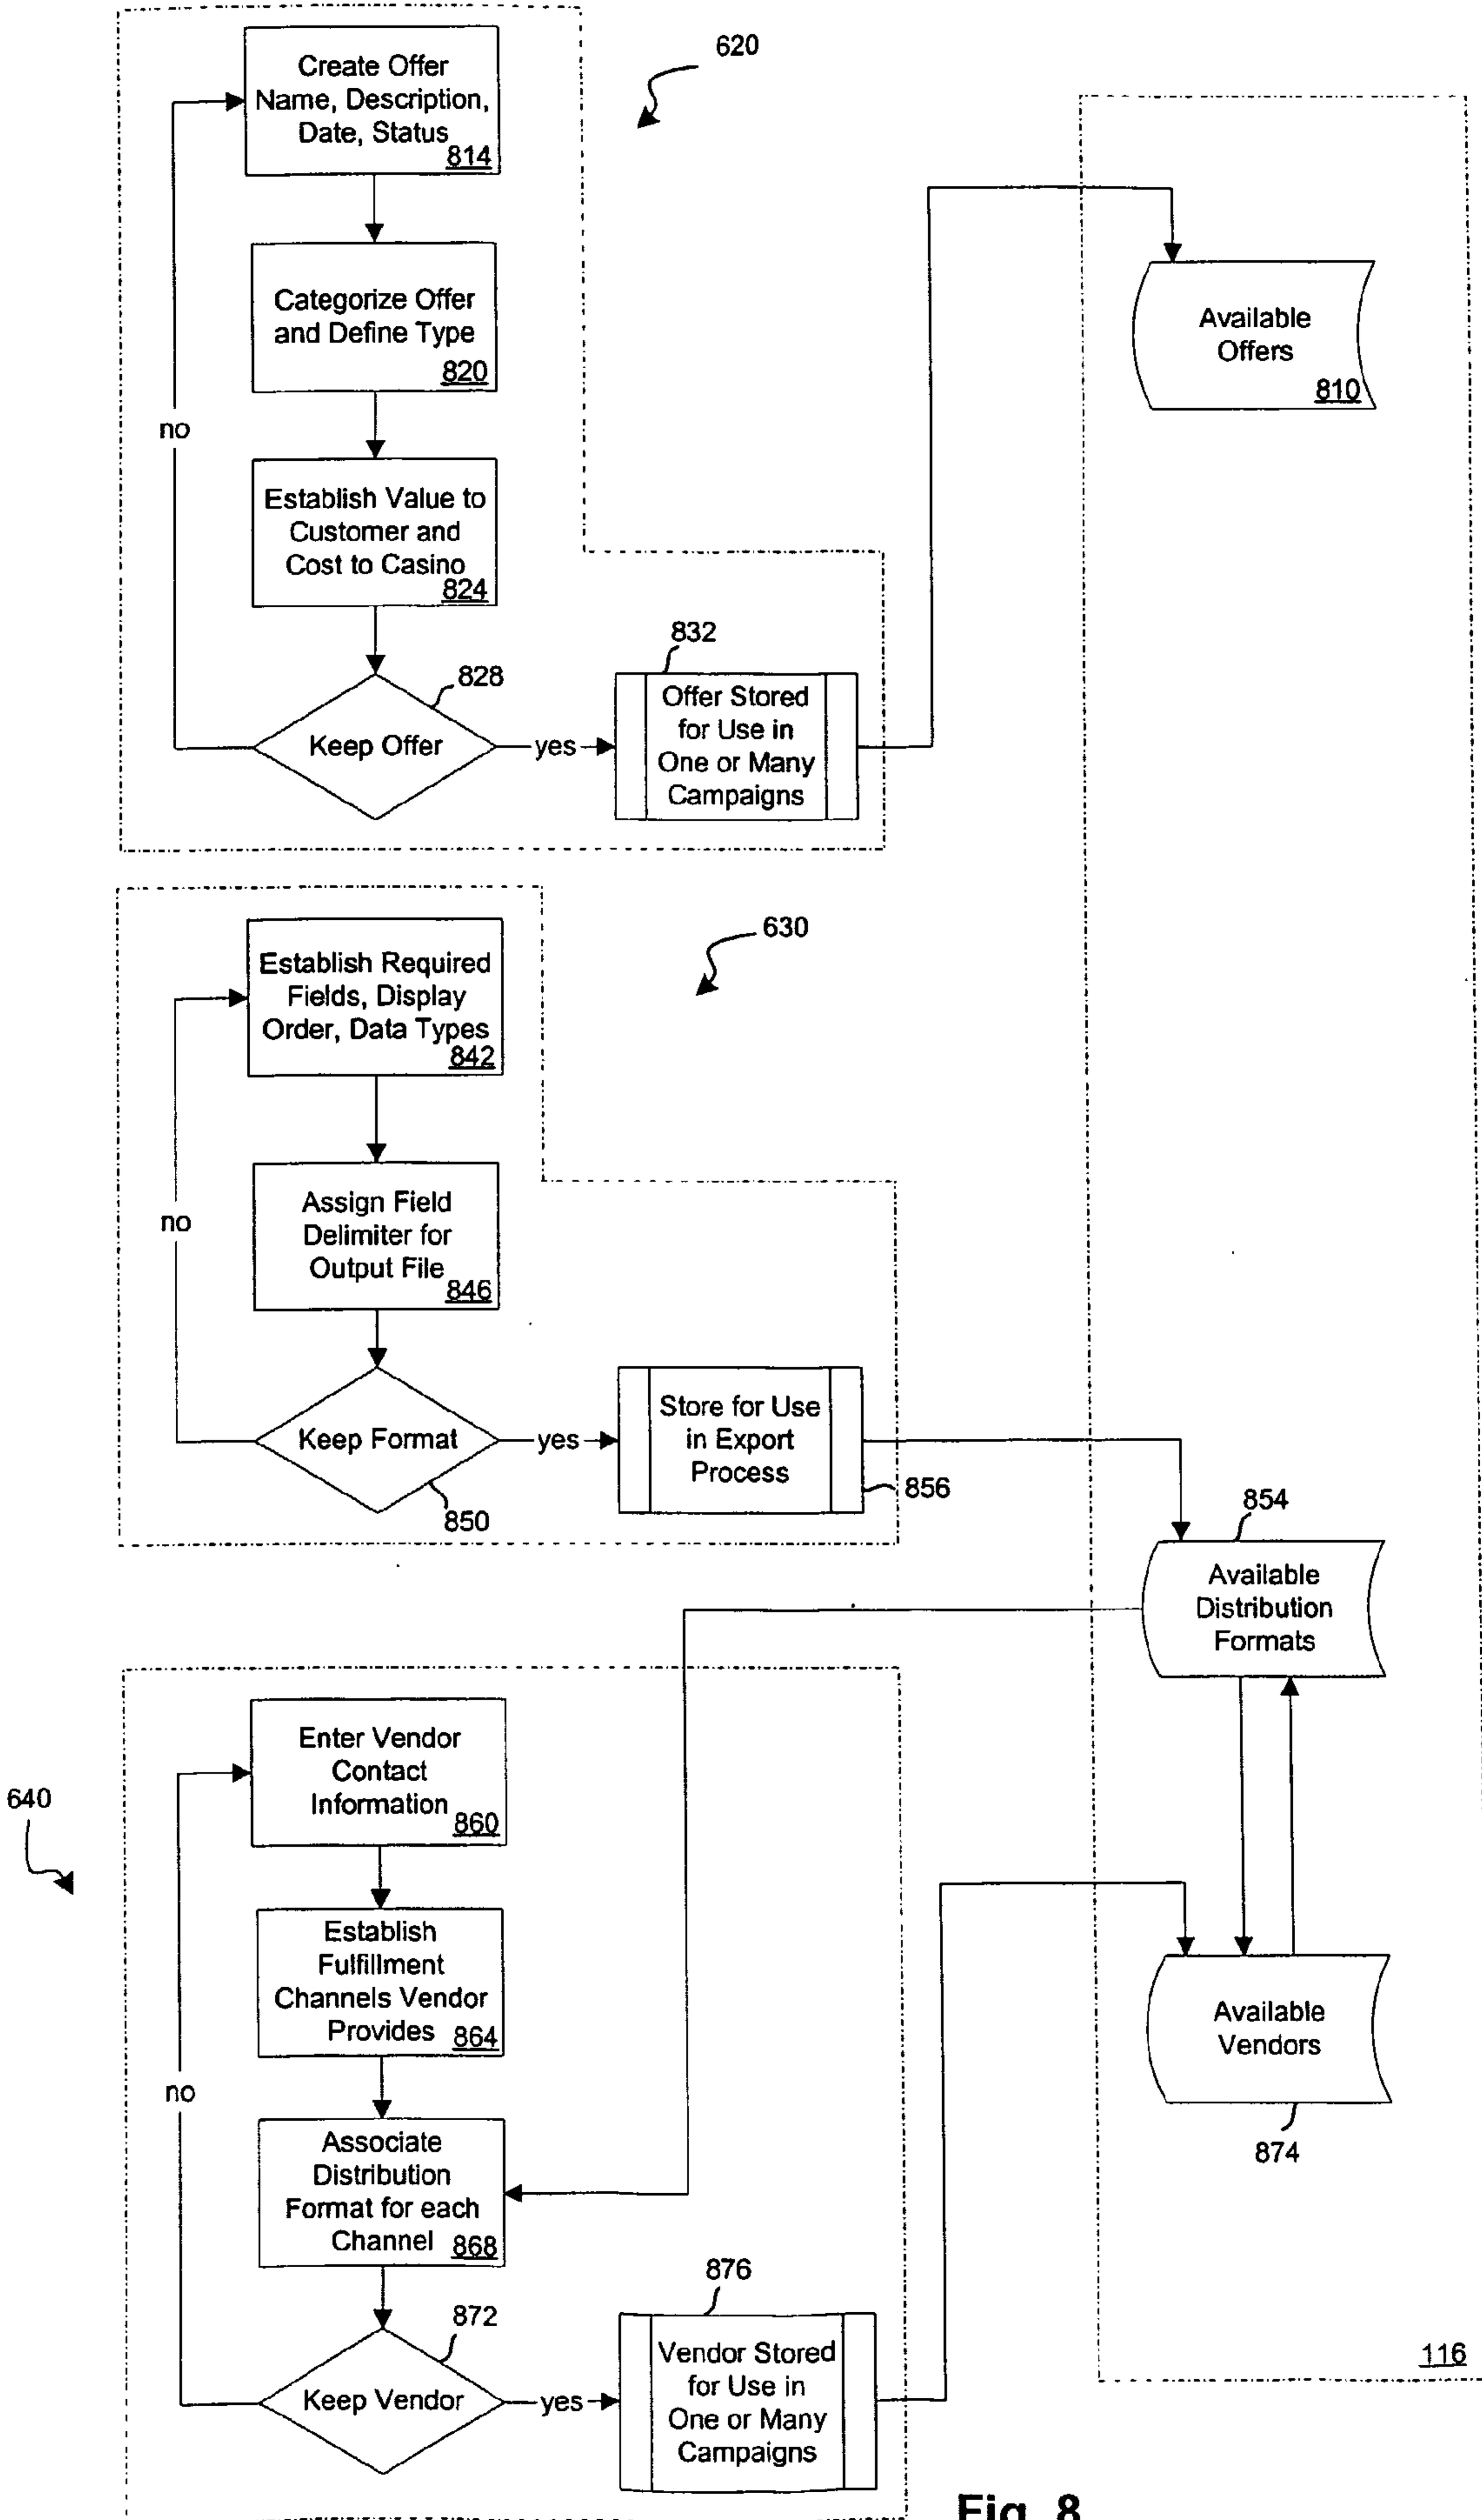 620
Create Offer
Name, Description,
Date, Status
814
Categorize Offer
and Define Type
820
Available
Offers
810
no
Establish Value to
Customer and
Cost to Casino
824
832
828
Keep Offer
yes
Offer Stored
for Use in
One or Many
Campaigns
630
Establish Required
Fields, Display
Order, Data Types
842
no
Assign Field
Delimiter for
Output File
846
Keep Format
yes
850
Store for Use
in Export
Process
856
854
Available
Distribution
Formats
640
Enter Vendor
Contact
Information
860
Establish
Fulfillment
Channels Vendor
Provides 864
Available
Vendors
874
no
Associate
Distribution
Format for each
Channel 868
876
872
Keep Vendor
yes
Vendor Stored
for Use in
One or Many
Campaigns
116
Fig. 8